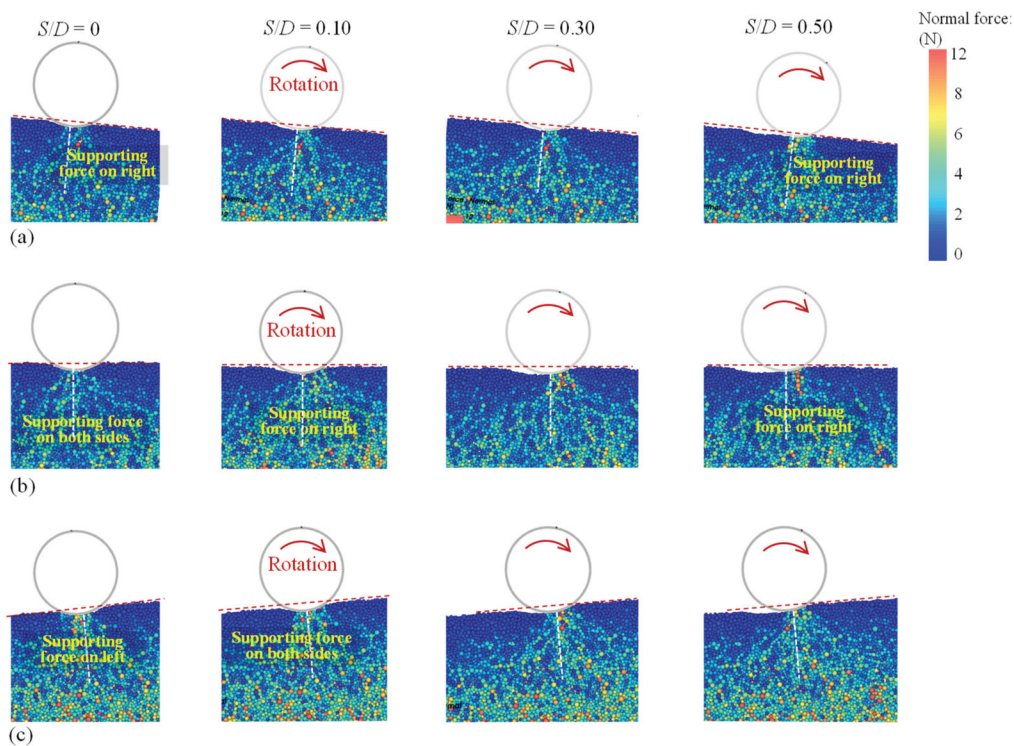 S/D = 0
S/D = 0.10
S/D = 0.30
S/D = 0.50
Normal force:
(N)
12
8
6
4
2
0
Rotation
Supporting
force on right
Supporting
force on right
(a)
Rotation
Supporting force
on both sides
Supporting
force on right
Supporting
force on right
(b)
Rotation
Supporting
force on left
Supporting force
on both sides
(c)